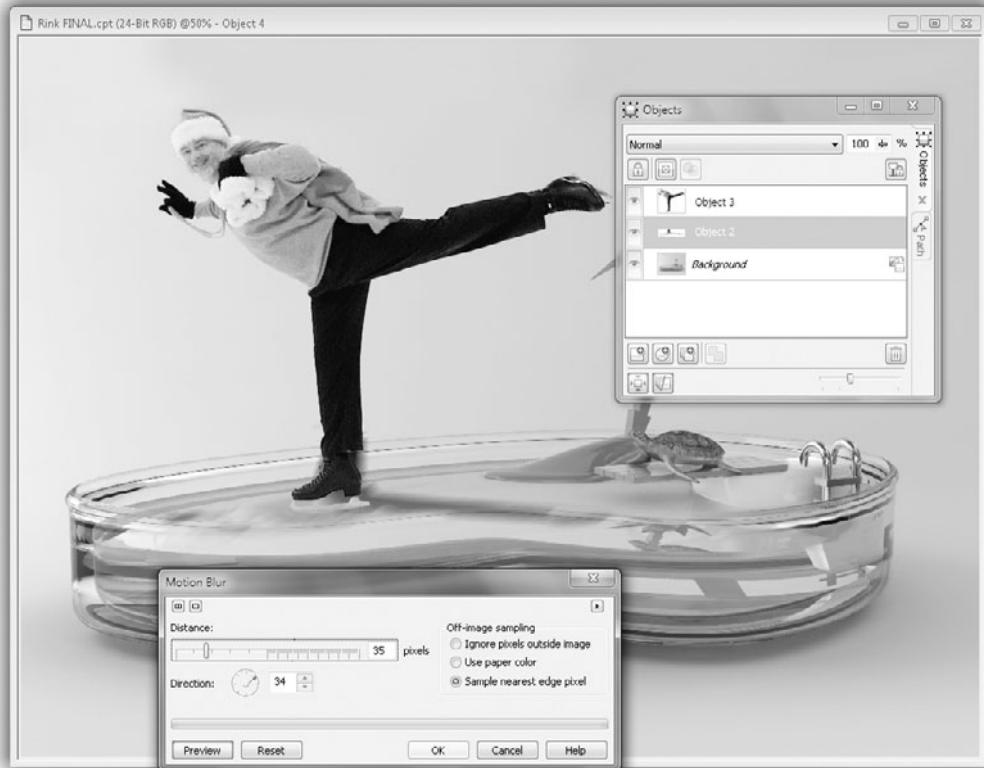 Rink FINAL.cpt (24-Bit RGB) @50% - Object 4
Objects
Normal
100 %
Object 3
Object 2
Background
Objects
Path
Motion Blur
Distance:
35 pixels
Direction:
34
Off-image sampling
Ignore pixels outside image
Use paper color
Sample nearest edge pixel
Preview
Reset
OK
Cancel
Help